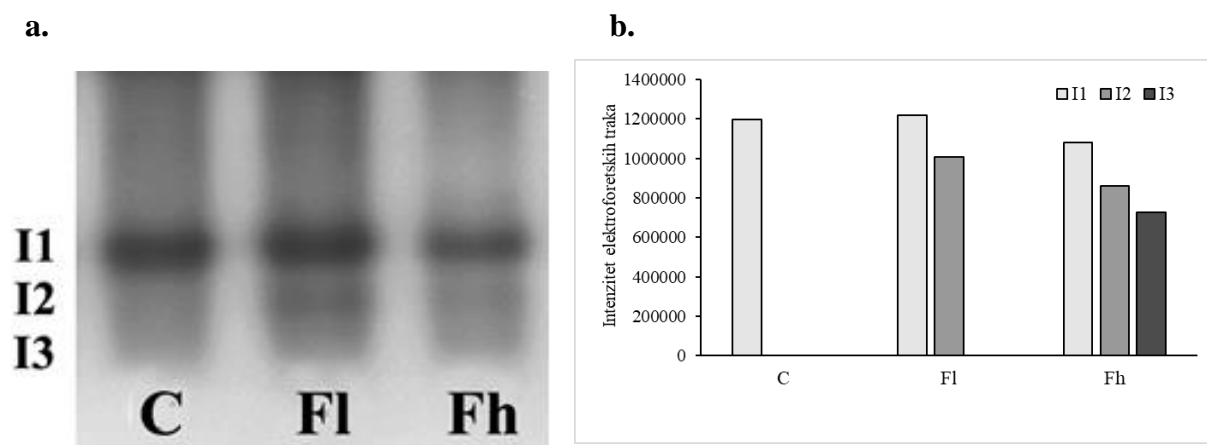 a.
I1
I2
I3
C Fl Fh
b.
Intenzitet elektroforetskih traka
1400000
1200000
1000000
800000
600000
400000
200000
0
I1 I2 I3
C Fl Fh